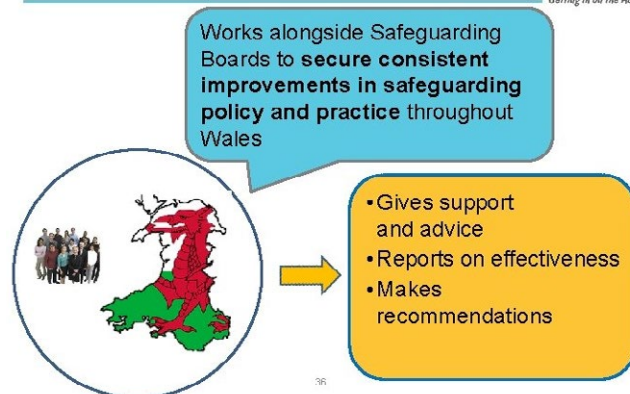 Works alongside Safeguarding
Boards to secure consistent
improvements in safeguarding
policy and practice throughout
Wales
• Gives support
and advice
• Reports on effectiveness
• Makes
recommendations
36